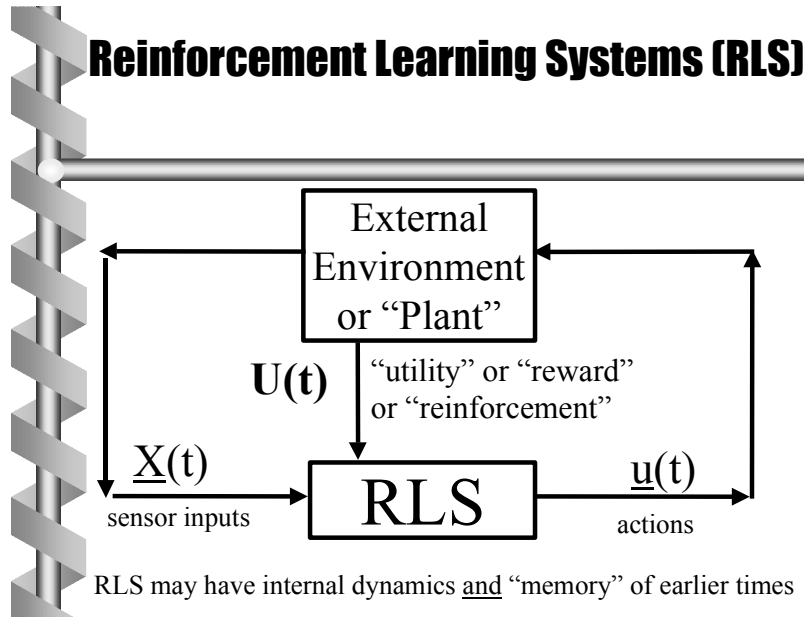 Reinforcement Learning Systems (RLS)
External
Environment
or “Plant”
U(t)
“utility” or “reward”
or “reinforcement”
X(t)
sensor inputs
RLS
u(t)
actions
RLS may have internal dynamics and “memory” of earlier times